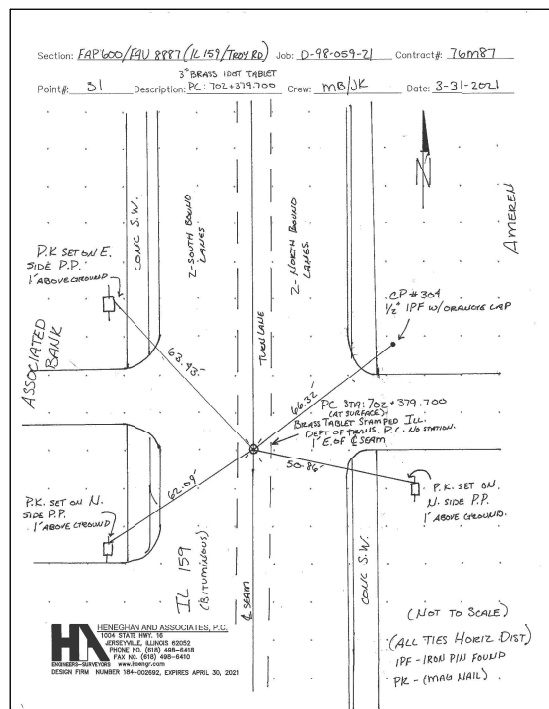 Section: FAP 600/FAU 8887 (IL 159/TROY RD) Job: D-98-059-21 Contract#: 76M87
3" BRASS IDOT TABLET
Point#: 31 Description: PC: 702+379.700 Crew: MB/JK Date: 3-31-2021
N
AMEREN
CONC S.W.
2-SOUTH BOUND
LANES.
2-NORTH BOUND
LANES.
TURN LANE
P.K SET ON E.
SIDE P.P.
1' ABOVE GROUND
CP #304
1/2" IPF W/ORANGE CAP
ASSOCIATED
BANK
63.43'
66.32'
PC STA: 702+379.700
(AT SURFACE)
BRASS TABLET STAMPED ILL.
DEPT OF TRANS. P.C. NO STATION.
1' E. OF ℄ SEAM
50.86'
62.09'
P.K. SET ON N.
SIDE P.P.
1' ABOVE GROUND
P.K. SET ON
N. SIDE P.P.
1' ABOVE GROUND.
IL 159
(BITUMINOUS)
℄ SEAM
CONC S.W.
(NOT TO SCALE)
(ALL TIES HORIZ DIST)
IPF - IRON PIN FOUND
PK - (MAG NAIL)
HA
ENGINEERS-SURVEYORS
HENEGHAN AND ASSOCIATES, P.C.
1004 STATE HWY. 16
JERSEYVILLE, ILLINOIS 62052
PHONE NO. (618) 498-6418
FAX NO. (618) 498-6410
www.haengr.com
DESIGN FIRM NUMBER 184-002692, EXPIRES APRIL 30, 2021